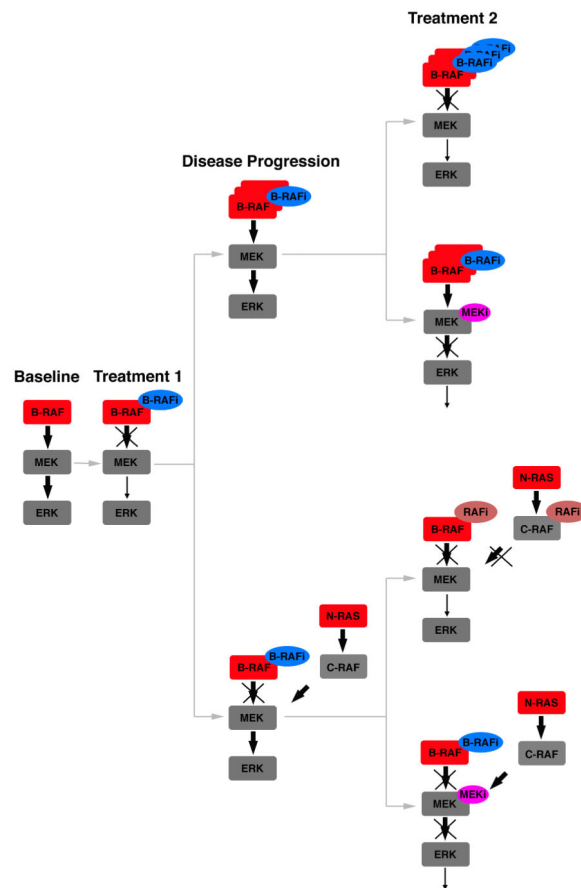 Treatment 2
B-RAFi
B-RAFi
B-RAFi
B-RAF
MEK
ERK
Disease Progression
B-RAF
B-RAFi
MEK
ERK
B-RAF
B-RAFi
MEK
MEKi
ERK
Baseline
Treatment 1
B-RAF
MEK
ERK
B-RAF
B-RAFi
MEK
ERK
N-RAS
RAFi
B-RAF
C-RAF
RAFi
MEK
ERK
N-RAS
B-RAF
B-RAFi
C-RAF
MEK
ERK
N-RAS
B-RAF
B-RAFi
C-RAF
MEK
MEKi
ERK